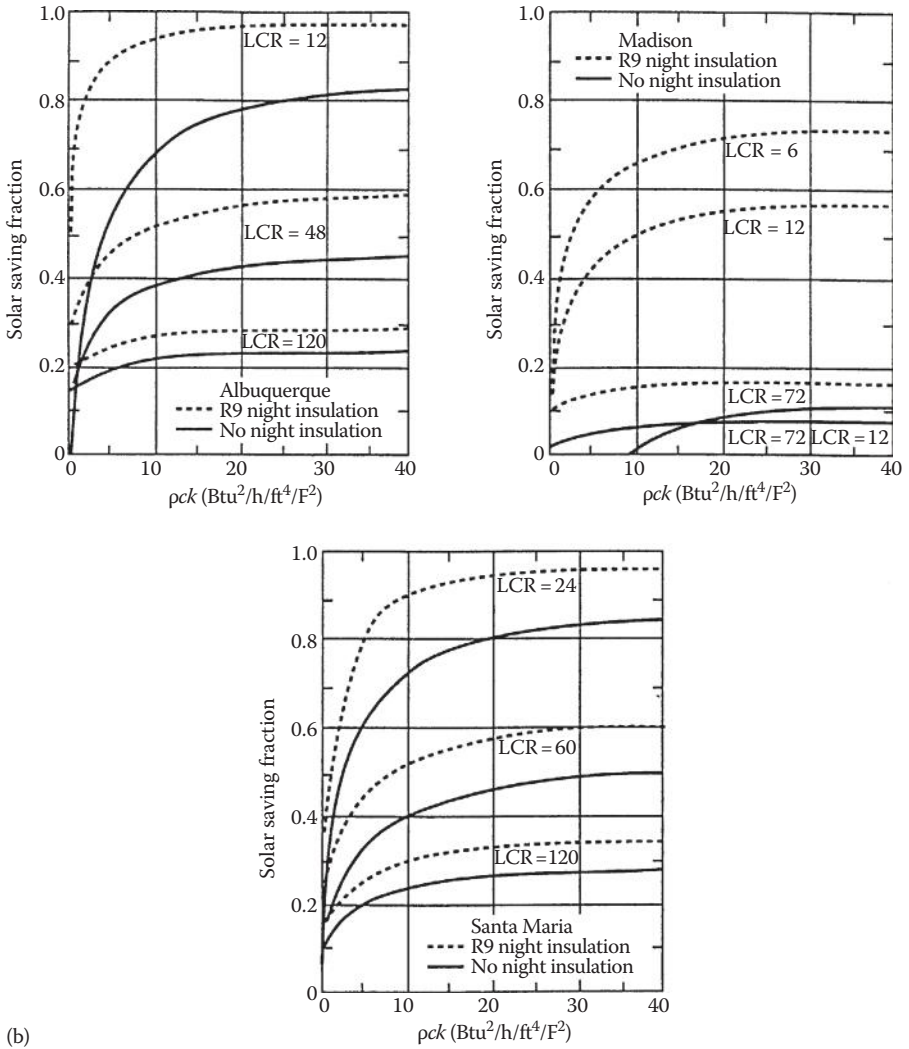 1.0
0.8
0.6
0.4
0.2
0
Solar saving fraction
LCR = 12
LCR = 48
LCR = 120
Albuquerque
R9 night insulation
No night insulation
0 10 20 30 40
ρck (Btu²/h/ft⁴/F²)
1.0
0.8
0.6
0.4
0.2
0
Solar saving fraction
Madison
R9 night insulation
No night insulation
LCR = 6
LCR = 12
LCR = 72
LCR = 72 LCR = 12
0 10 20 30 40
ρck (Btu²/h/ft⁴/F²)
1.0
0.8
0.6
0.4
0.2
0
Solar saving fraction
LCR = 24
LCR = 60
LCR = 120
Santa Maria
R9 night insulation
No night insulation
0 10 20 30 40
ρck (Btu²/h/ft⁴/F²)
(b)